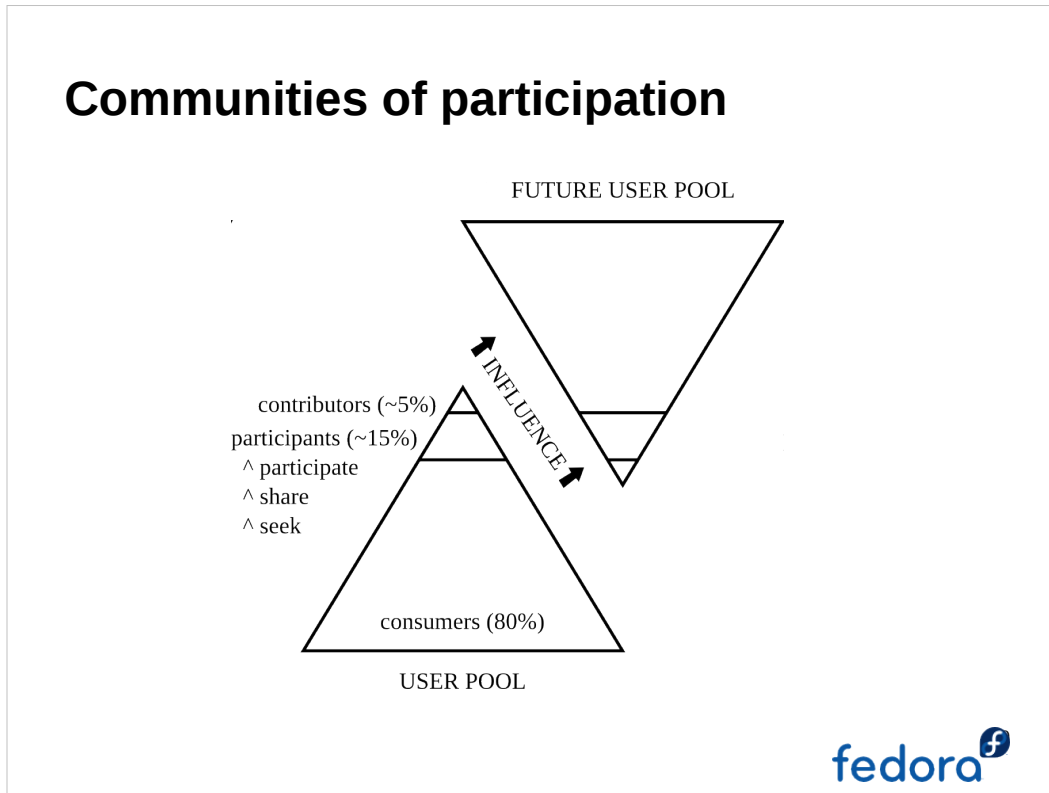 Communities of participation
FUTURE USER POOL
INFLUENCE
contributors (~5%)
participants (~15%)
^ participate
^ share
^ seek
consumers (80%)
USER POOL
fedora